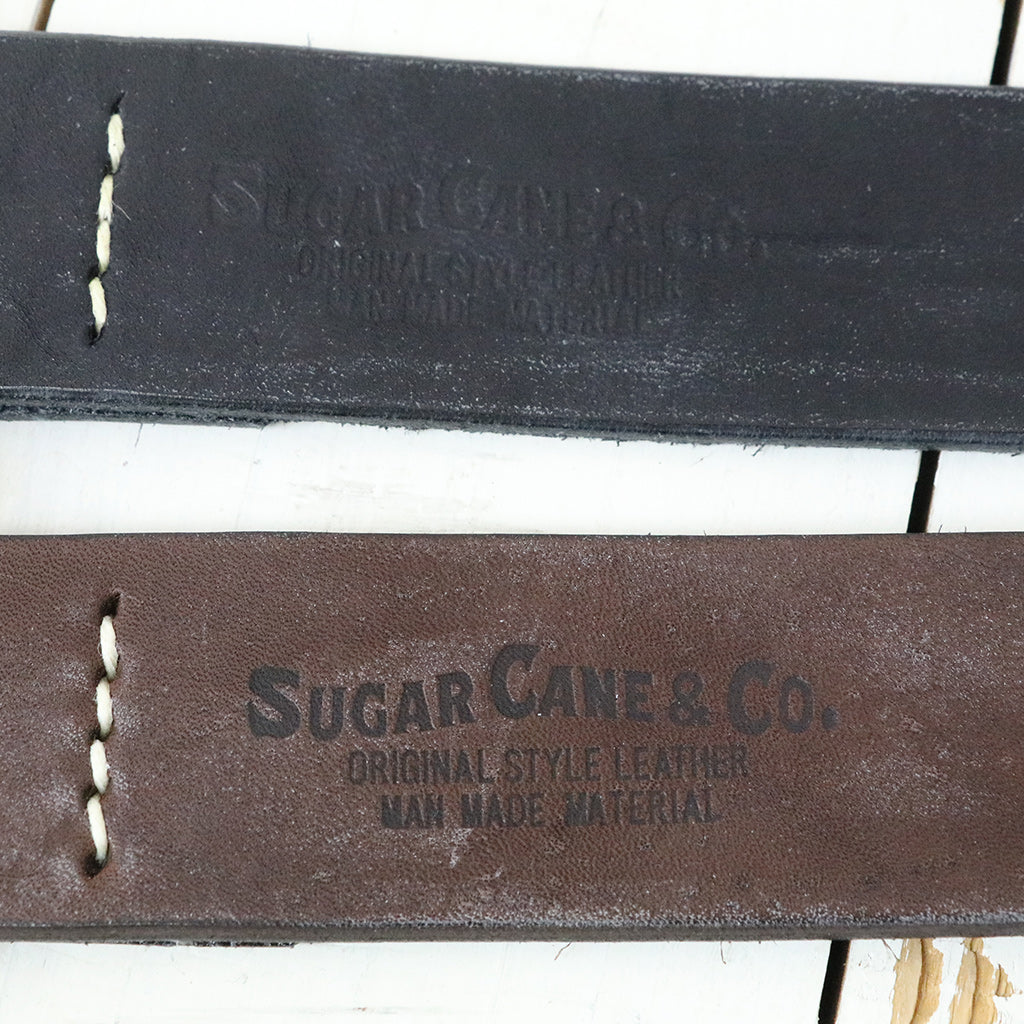 SUGAR CANE & CO.
ORIGINAL STYLE LEATHER
MAN MADE MATERIAL
SUGAR CANE & CO.
ORIGINAL STYLE LEATHER
MAN MADE MATERIAL